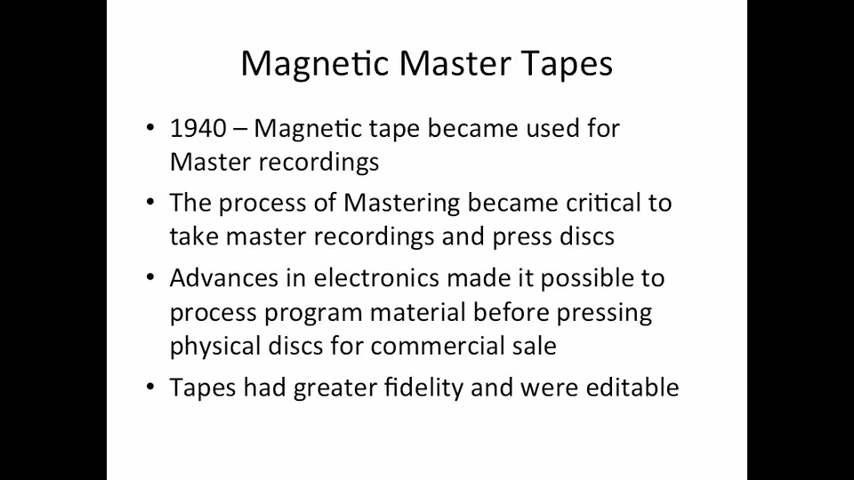 Magnetic Master Tapes
• 1940 – Magnetic tape became used for
Master recordings
• The process of Mastering became critical to
take master recordings and press discs
• Advances in electronics made it possible to
process program material before pressing
physical discs for commercial sale
• Tapes had greater fidelity and were editable